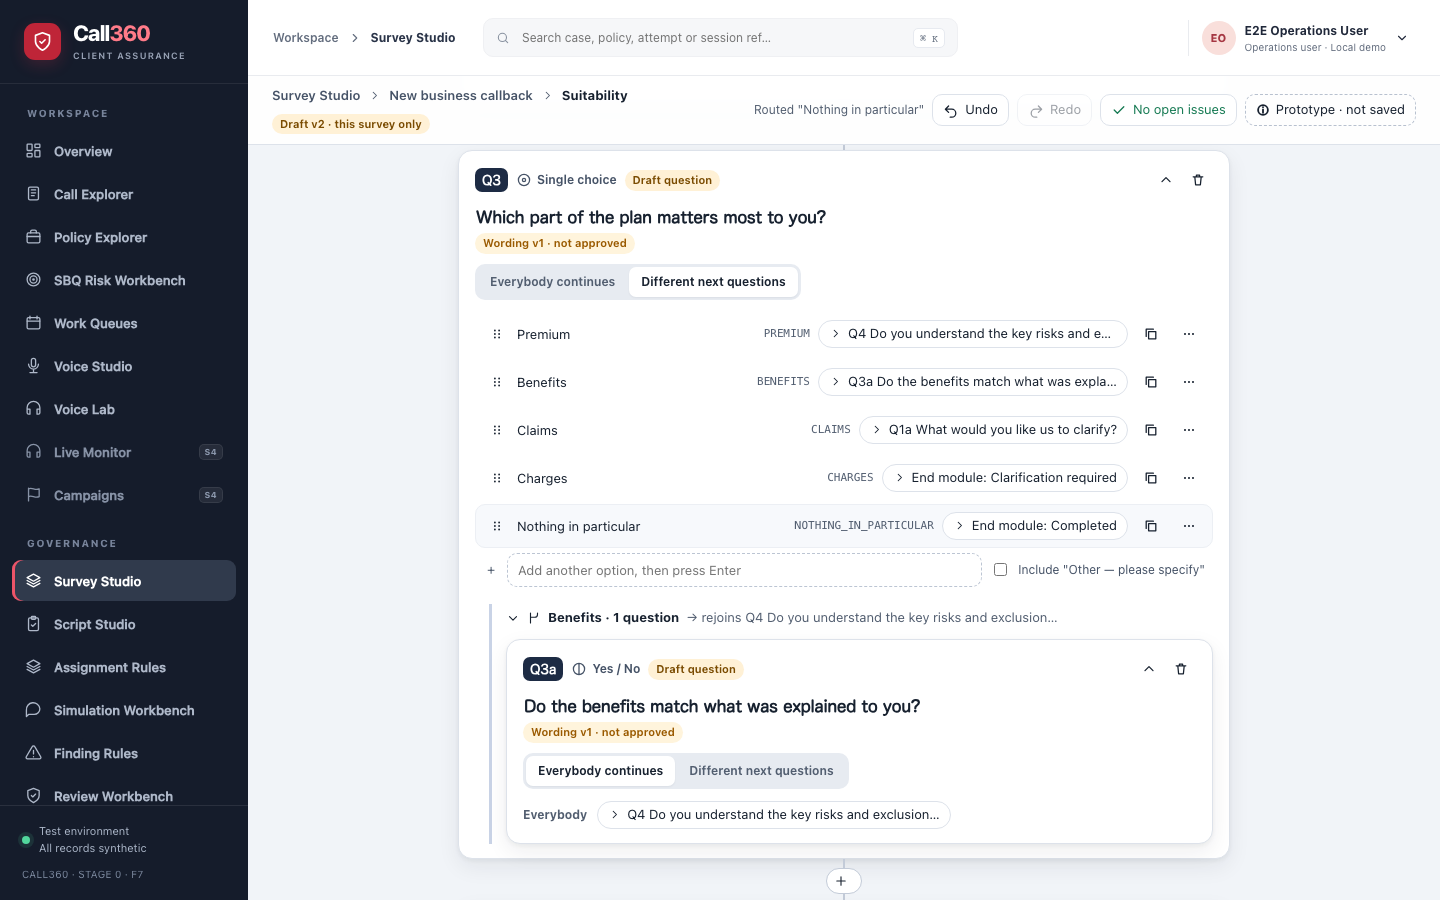 Call360
CLIENT ASSURANCE
WORKSPACE
Overview
Call Explorer
Policy Explorer
SBQ Risk Workbench
Work Queues
Voice Studio
Voice Lab
Live Monitor S4
Campaigns S4
GOVERNANCE
Survey Studio
Script Studio
Assignment Rules
Simulation Workbench
Finding Rules
Review Workbench
Test environment
All records synthetic
CALL360 · STAGE 0 · F7
Workspace > Survey Studio
Search case, policy, attempt or session ref...
⌘ K
EO
E2E Operations User
Operations user · Local demo
Survey Studio > New business callback > Suitability
Draft v2 · this survey only
Routed "Nothing in particular"
Undo
Redo
No open issues
Prototype · not saved
Q3 Single choice Draft question
Which part of the plan matters most to you?
Wording v1 · not approved
Everybody continues Different next questions
Premium PREMIUM > Q4 Do you understand the key risks and e...
Benefits BENEFITS > Q3a Do the benefits match what was expla...
Claims CLAIMS > Q1a What would you like us to clarify?
Charges CHARGES > End module: Clarification required
Nothing in particular NOTHING_IN_PARTICULAR > End module: Completed
+ Add another option, then press Enter Include "Other — please specify"
Benefits · 1 question → rejoins Q4 Do you understand the key risks and exclusion...
Q3a Yes / No Draft question
Do the benefits match what was explained to you?
Wording v1 · not approved
Everybody continues Different next questions
Everybody > Q4 Do you understand the key risks and exclusion...
+